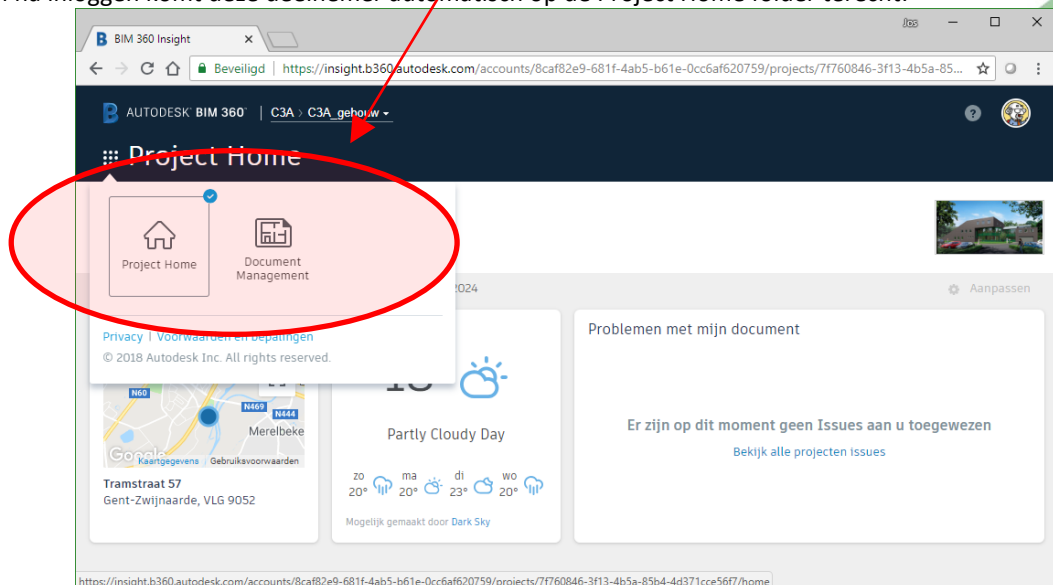 na inloggen komt deze deelnemer automatisch op de Project Home folder terecht.
Jos
BIM 360 Insight
Beveiligd | https://insight.b360.autodesk.com/accounts/8caf82e9-681f-4ab5-b61e-0cc6af620759/projects/7f760846-3f13-4b5a-85...
AUTODESK® BIM 360™ | C3A > C3A_gebouw
Project Home
Project Home
Document
Management
2024
Aanpassen
Privacy | Voorwaarden en bepalingen
© 2018 Autodesk Inc. All rights reserved.
N60
N469
N444
Merelbeke
Google
Kaartgegevens
Gebruiksvoorwaarden
Tramstraat 57
Gent-Zwijnaarde, VLG 9052
Partly Cloudy Day
zo ma di wo
20° 20° 23° 20°
Mogelijk gemaakt door Dark Sky
Problemen met mijn document
Er zijn op dit moment geen Issues aan u toegewezen
Bekijk alle projecten issues
https://insight.b360.autodesk.com/accounts/8caf82e9-681f-4ab5-b61e-0cc6af620759/projects/7f760846-3f13-4b5a-85b4-4d371cce56f7/home